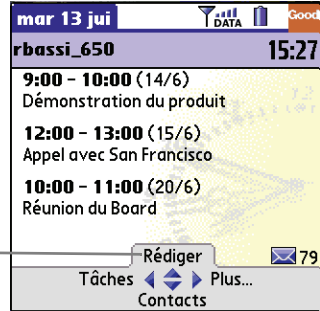 mar 13 jui DATA Good
rbassi_650 15:27
9:00 - 10:00 (14/6)
Démonstration du produit
12:00 - 13:00 (15/6)
Appel avec San Francisco
10:00 - 11:00 (20/6)
Réunion du Board
Rédiger 79
Tâches Plus...
Contacts